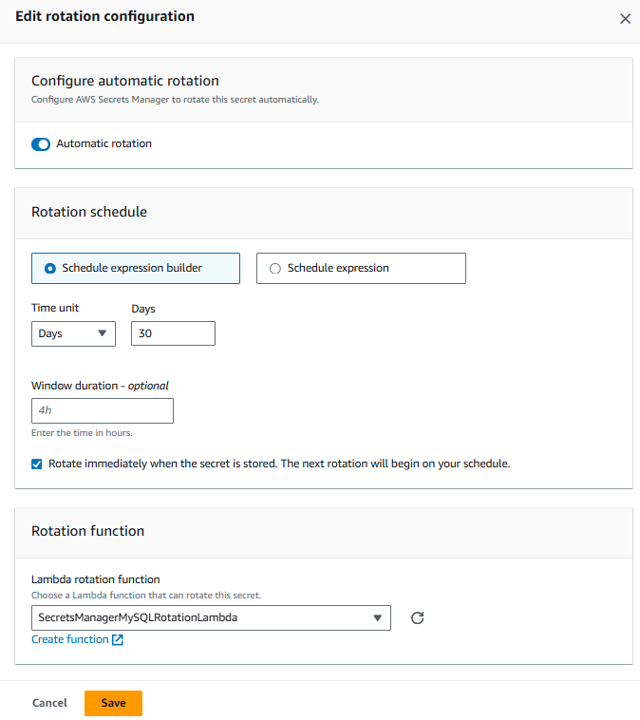 Edit rotation configuration
Configure automatic rotation
Configure AWS Secrets Manager to rotate this secret automatically.
Automatic rotation
Rotation schedule
Schedule expression builder
Schedule expression
Time unit
Days
Days
30
Window duration - optional
4h
Enter the time in hours.
Rotate immediately when the secret is stored. The next rotation will begin on your schedule.
Rotation function
Lambda rotation function
Choose a Lambda function that can rotate this secret.
SecretsManagerMySQLRotationLambda
Create function
Cancel
Save